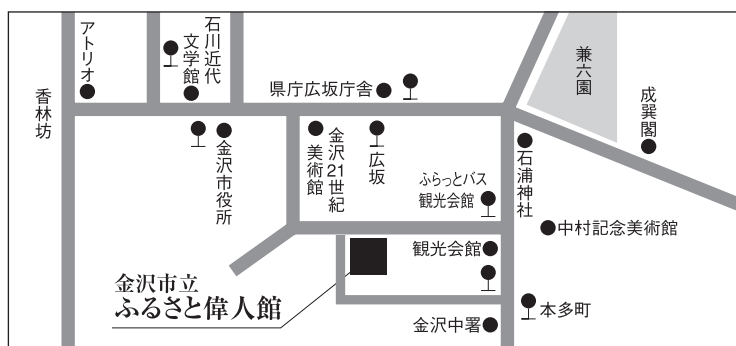 香林坊
アトリオ
石川近代
文学館
県庁広坂庁舎
兼六園
成巽閣
金沢市役所
金沢21世紀
美術館
広坂
ふらっとバス
観光会館
石浦神社
中村記念美術館
観光会館
金沢市立
ふるさと偉人館
本多町
金沢中署